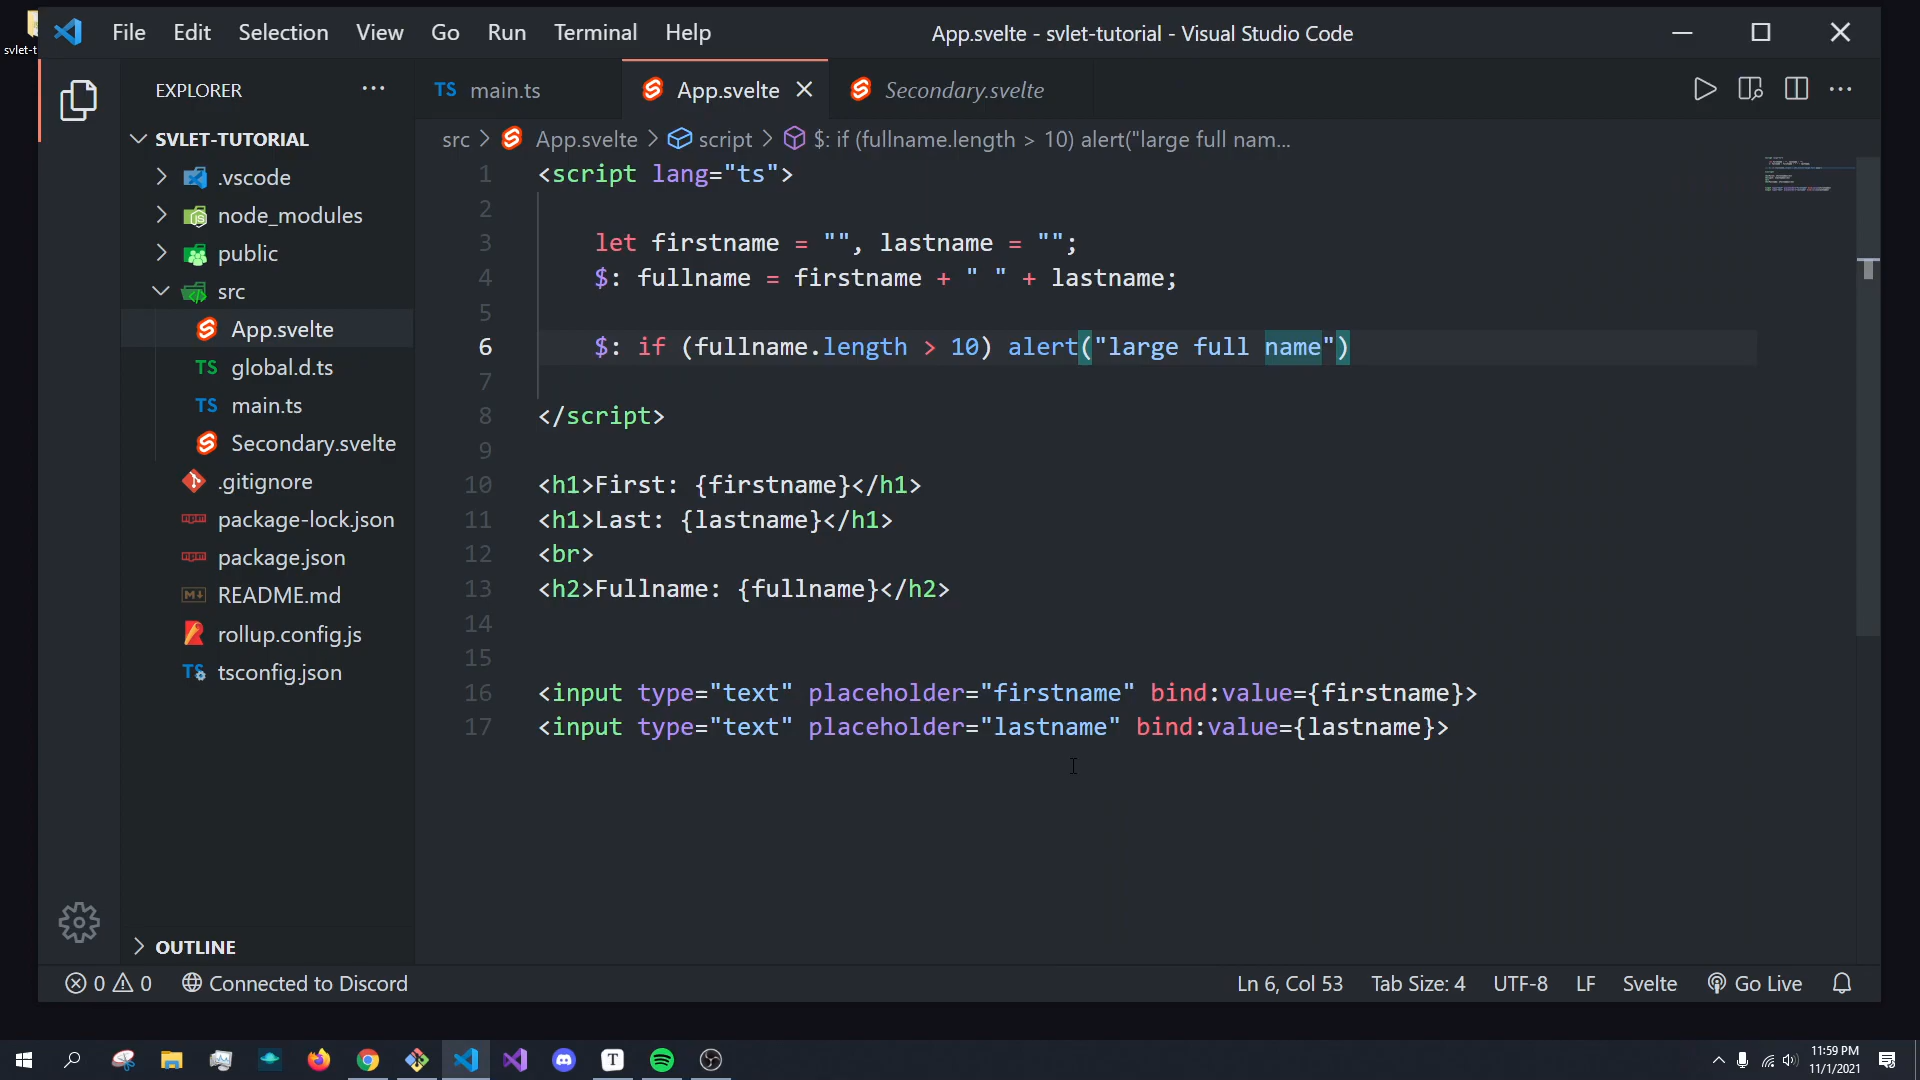 svlet-t
File Edit Selection View Go Run Terminal Help
App.svelte - svlet-tutorial - Visual Studio Code
EXPLORER
TS main.ts
App.svelte
Secondary.svelte
src > App.svelte > script > $: if (fullname.length > 10) alert("large full nam...
SVLET-TUTORIAL
.vscode
node_modules
public
src
App.svelte
TS global.d.ts
TS main.ts
Secondary.svelte
.gitignore
package-lock.json
package.json
README.md
rollup.config.js
TS tsconfig.json
OUTLINE
1 <script lang="ts">
2
3 let firstname = "", lastname = "";
4 $: fullname = firstname + " " + lastname;
5
6 $: if (fullname.length > 10) alert("large full name")
7
8 </script>
9
10 <h1>First: {firstname}</h1>
11 <h1>Last: {lastname}</h1>
12 <br>
13 <h2>Fullname: {fullname}</h2>
14
15
16 <input type="text" placeholder="firstname" bind:value={firstname}>
17 <input type="text" placeholder="lastname" bind:value={lastname}>
0 0 Connected to Discord
Ln 6, Col 53 Tab Size: 4 UTF-8 LF Svelte Go Live
T
11:59 PM
11/1/2021